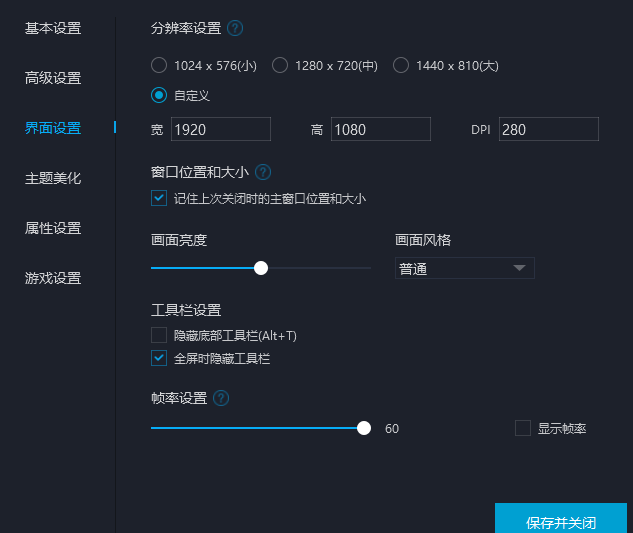 基本设置
高级设置
界面设置
主题美化
属性设置
游戏设置
分辨率设置 ?
1024 x 576(小) 1280 x 720(中) 1440 x 810(大)
自定义
宽 1920 高 1080 DPI 280
窗口位置和大小 ?
记住上次关闭时的主窗口位置和大小
画面亮度 画面风格
普通
工具栏设置
隐藏底部工具栏(Alt+T)
全屏时隐藏工具栏
帧率设置 ?
60 显示帧率
保存并关闭